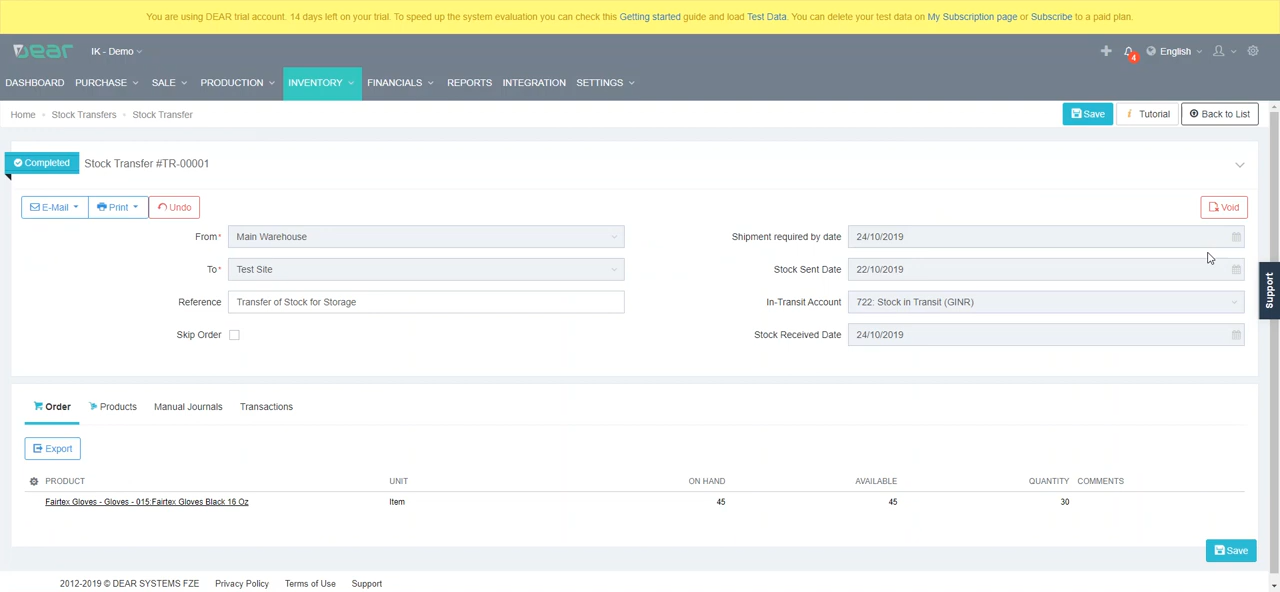 You are using DEAR trial account. 14 days left on your trial. To speed up the system evaluation you can check this Getting started guide and load Test Data. You can delete your test data on My Subscription page or Subscribe to a paid plan.
Dear IK - Demo 4 English
DASHBOARD PURCHASE SALE PRODUCTION INVENTORY FINANCIALS REPORTS INTEGRATION SETTINGS
Home Stock Transfers Stock Transfer Save i Tutorial Back to List
Completed Stock Transfer #TR-00001
E-Mail Print Undo Void
From* Main Warehouse Shipment required by date 24/10/2019
To* Test Site Stock Sent Date 22/10/2019
Reference Transfer of Stock for Storage In-Transit Account 722: Stock in Transit (GINR)
Skip Order Stock Received Date 24/10/2019
Support
Order Products Manual Journals Transactions
Export
PRODUCT UNIT ON HAND AVAILABLE QUANTITY COMMENTS
Fairtex Gloves - Gloves - 015:Fairtex Gloves Black 16 Oz Item 45 45 30
Save
2012-2019 © DEAR SYSTEMS FZE Privacy Policy Terms of Use Support